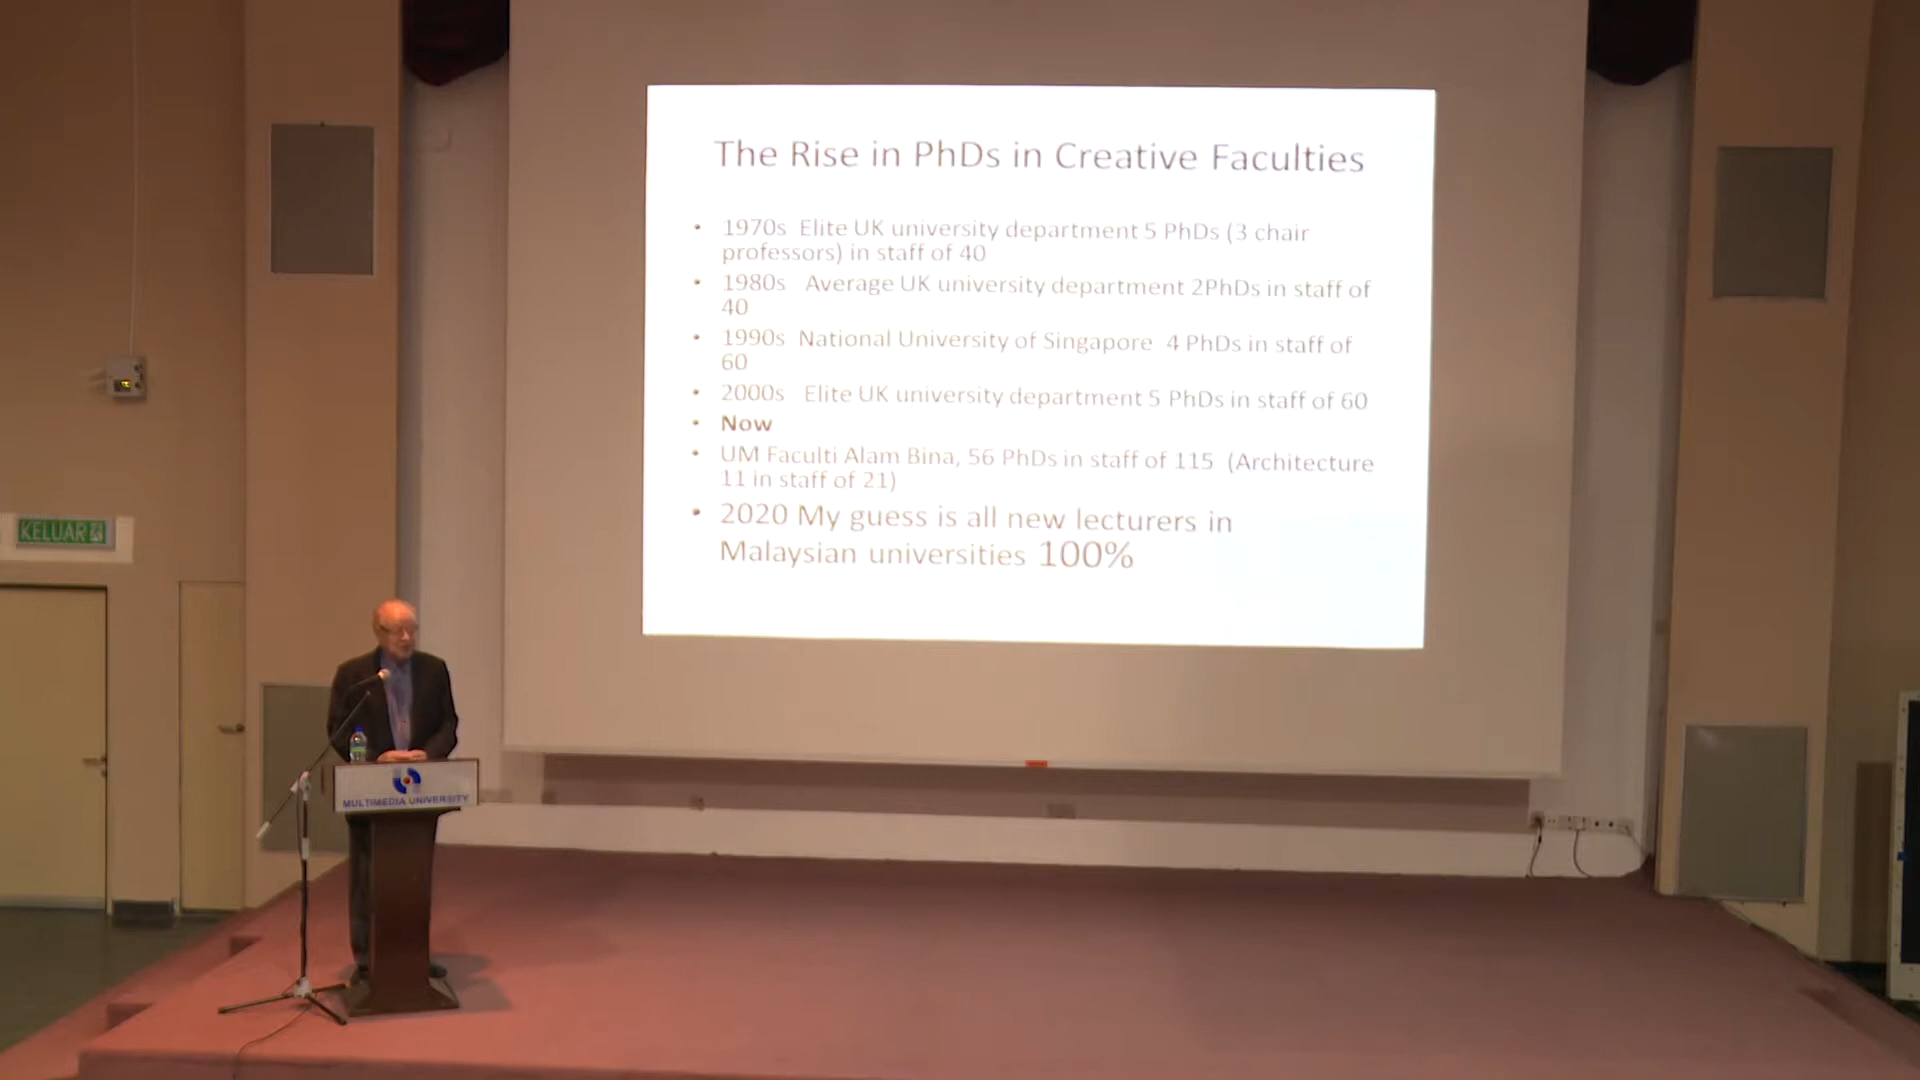 The Rise in PhDs in Creative Faculties
• 1970s Elite UK university department 5 PhDs (3 chair
professors) in staff of 40
• 1980s Average UK university department 2PhDs in staff of
40
• 1990s National University of Singapore 4 PhDs in staff of
60
• 2000s Elite UK university department 5 PhDs in staff of 60
• Now
• UM Faculti Alam Bina, 56 PhDs in staff of 115 (Architecture
11 in staff of 21)
• 2020 My guess is all new lecturers in
Malaysian universities 100%
KELUAR
MULTIMEDIA UNIVERSITY